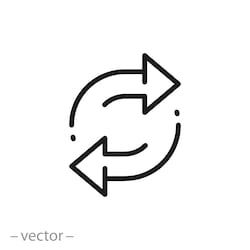 – vector –